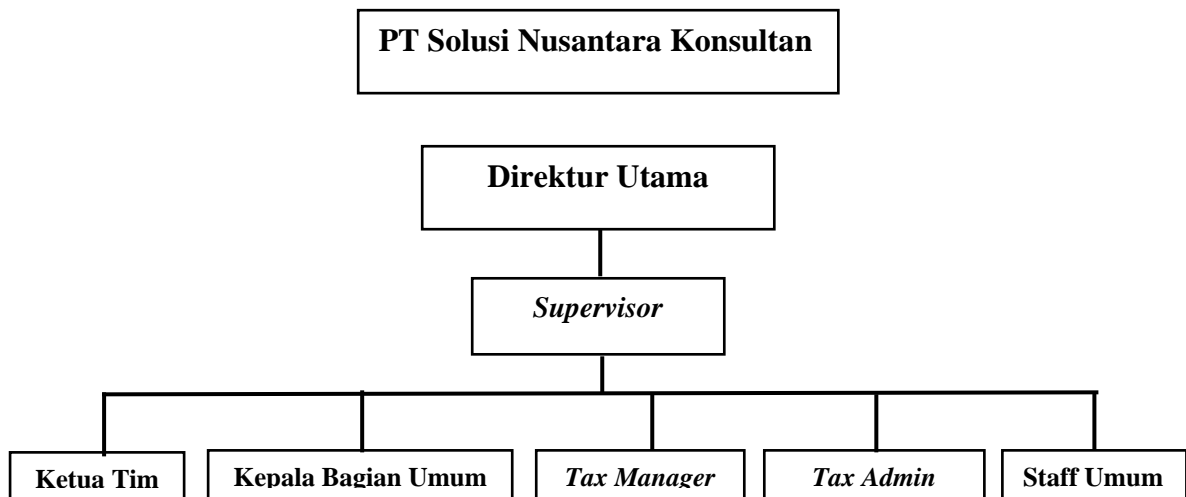 PT Solusi Nusantara Konsultan
Direktur Utama
Supervisor
Ketua Tim
Kepala Bagian Umum
Tax Manager
Tax Admin
Staff Umum